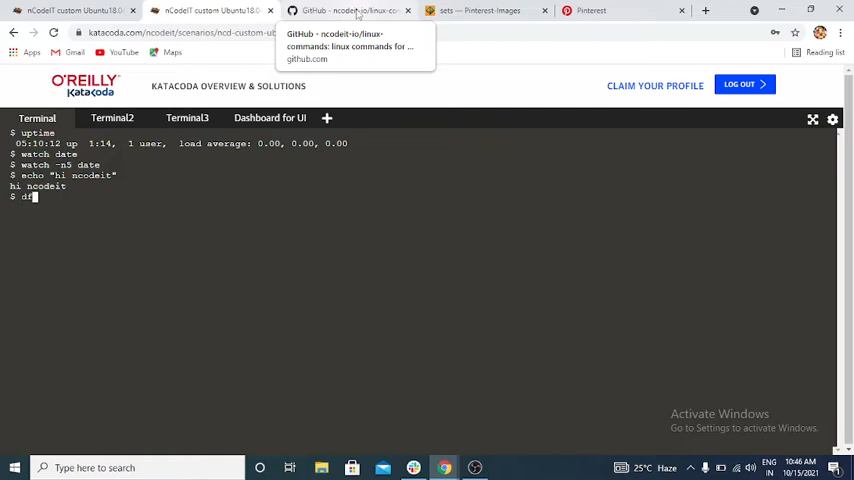 nCodeIT custom Ubuntu18.0
nCodeIT custom Ubuntu18.0
GitHub - ncodeit-io/linux-co
sets — Pinterest-Images
Pinterest
katacoda.com/ncodeit/scenarios/ncd-custom-ub
GitHub - ncodeit-io/linux-
commands: linux commands for ...
github.com
Apps
Gmail
YouTube
Maps
Reading list
O'REILLY
KATACODA
KATACODA OVERVIEW & SOLUTIONS
CLAIM YOUR PROFILE
LOG OUT
Terminal
Terminal2
Terminal3
Dashboard for UI
$ uptime
05:10:12 up 1:14, 1 user, load average: 0.00, 0.00, 0.00
$ watch date
$ watch -n5 date
$ echo "hi ncodeit"
hi ncodeit
$ df
Activate Windows
Go to Settings to activate Windows.
Type here to search
25°C Haze
ENG
IN
10:46 AM
10/15/2021
1